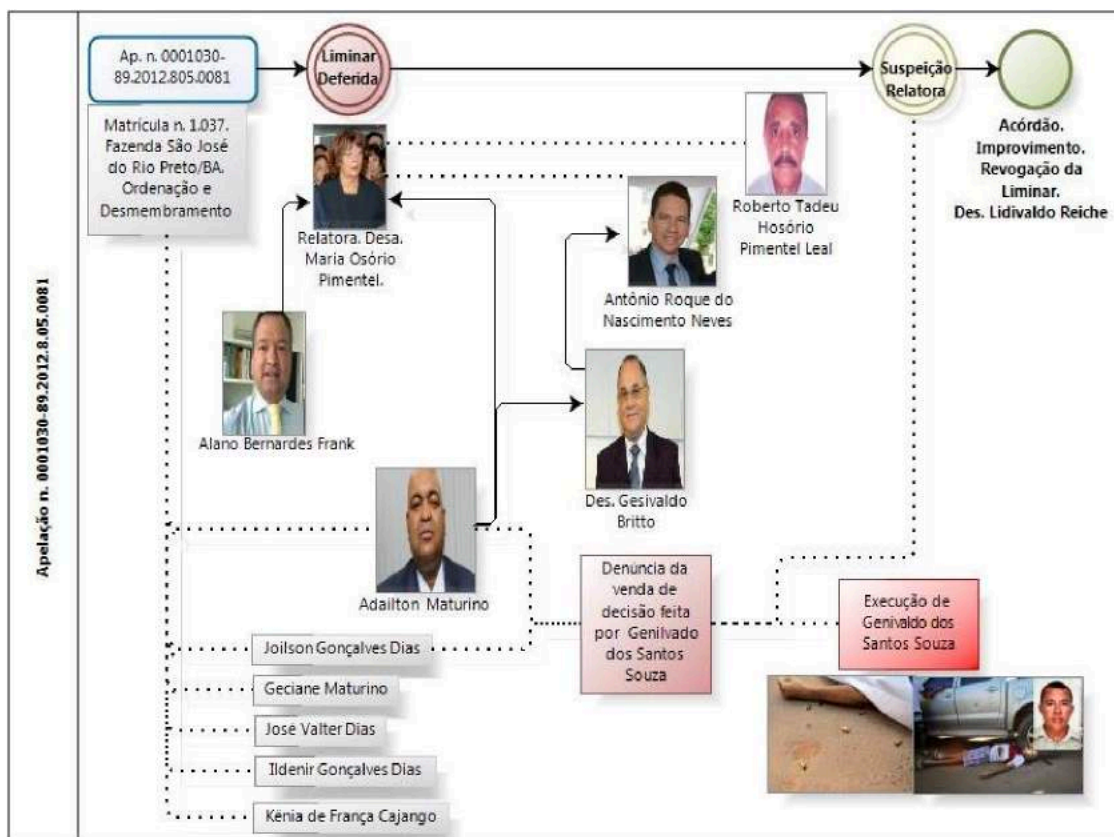 Apelação n. 0001030-89.2012.8.05.0081
Ap. n. 0001030-
89.2012.805.0081
Liminar
Deferida
Suspeição
Relatora
Matrícula n. 1.037.
Fazenda São José
do Rio Preto/BA.
Ordenação e
Desmembramento
Acórdão.
Improvimento.
Revogação da
Liminar.
Des. Lidivaldo Reiche
Relatora. Desa.
Maria Osório
Pimentel.
Roberto Tadeu
Hosório
Pimentel Leal
Antônio Roque do
Nascimento Neves
Alano Bernardes Frank
Des. Gesivaldo
Britto
Adailton Maturino
Denúncia da
venda de
decisão feita
por Genilvado
dos Santos
Souza
Execução de
Genivaldo dos
Santos Souza
Joilson Gonçalves Dias
Geciane Maturino
José Valter Dias
Ildenir Gonçalves Dias
Kênia de França Cajango